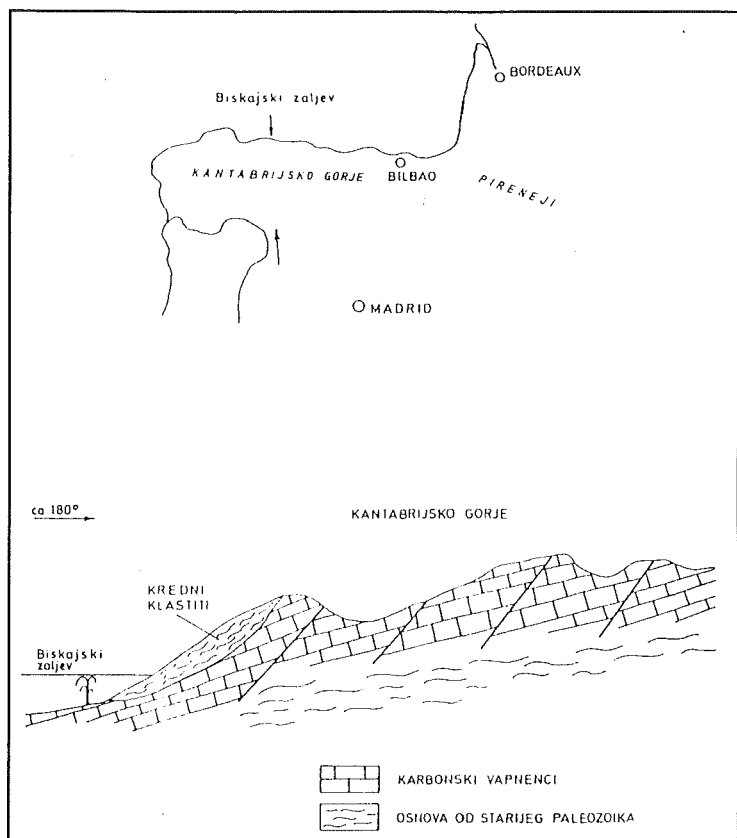 BORDEAUX
Biskajski zaljev
KANTABRIJSKO GORJE
BILBAO
PIRENEJI
MADRID
ca 180°
KANTABRIJSKO GORJE
KREDNI
KLASTITI
Biskajski
zaljev
KARBONSKI VAPNENCI
OSNOVA OD STARIJEG PALEOZOIKA